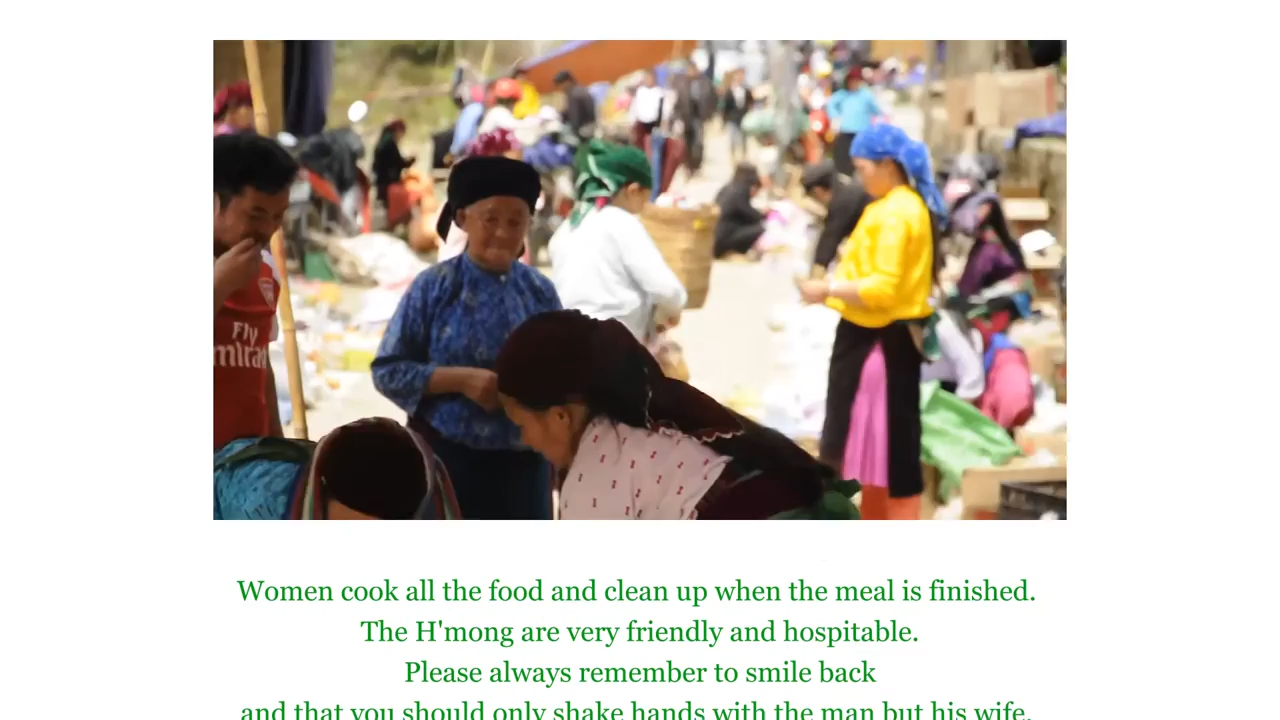 Fly
Women cook all the food and clean up when the meal is finished.
The H'mong are very friendly and hospitable.
Please always remember to smile back
and that you should only shake hands with the man but his wife.